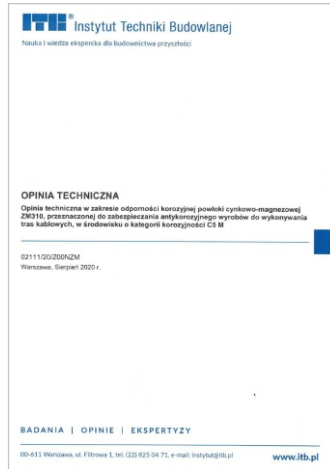 ITB Instytut Techniki Budowlanej
Nauka i wiedza ekspercka dla budownictwa przyszłości
OPINIA TECHNICZNA
Opinia techniczna w zakresie odporności korozyjnej powłoki cynkowo-magnezowej
ZM310, przeznaczonej do zabezpieczania antykorozyjnego wyrobów do wykonywania
tras kablowych, w środowisku o kategorii korozyjności C5 M
02111/20/Z00NZM
Warszawa, Sierpień 2020 r.
BADANIA | OPINIE | EKSPERTYZY
00-611 Warszawa, ul. Filtrowa 1, tel. (22) 825 04 71, e-mail: instytut@itb.pl
www.itb.pl